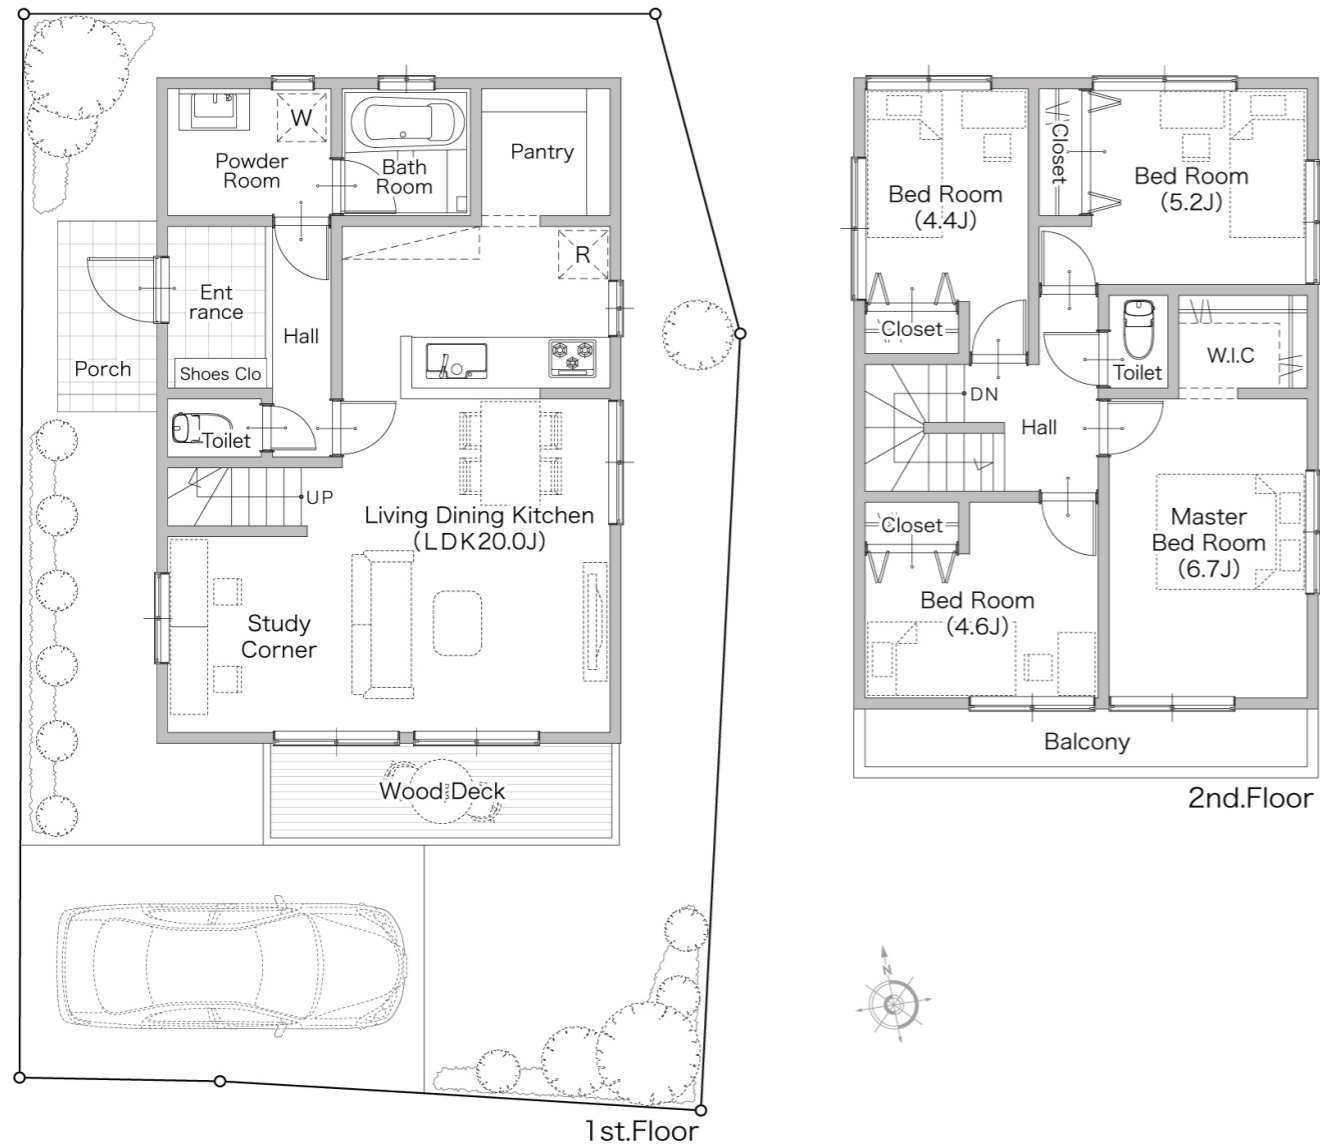 W
Powder
Room
Bath
Room
Pantry
R
Ent
rance
Hall
Porch
Shoes Clo
Toilet
UP
Living Dining Kitchen
(LDK20.0J)
Study
Corner
Wood Deck
1st.Floor
Bed Room
(4.4J)
Closet
Bed Room
(5.2J)
Closet
Toilet
W.I.C
DN
Hall
Closet
Master
Bed Room
(6.7J)
Bed Room
(4.6J)
Balcony
2nd.Floor
N